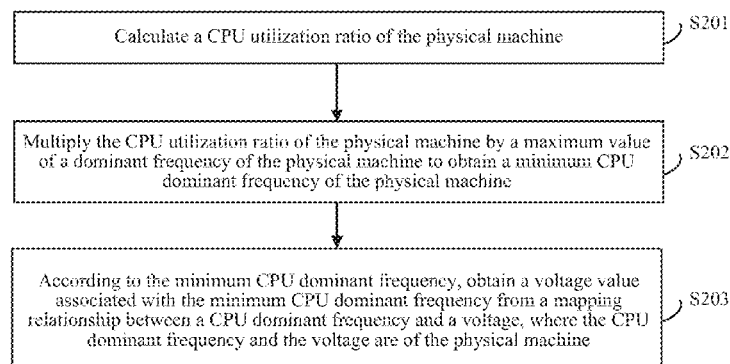 Calculate a CPU utilization ratio of the physical machine
S201
Multiply the CPU utilization ratio of the physical machine by a maximum value
of a dominant frequency of the physical machine to obtain a minimum CPU
dominant frequency of the physical machine
S202
According to the minimum CPU dominant frequency, obtain a voltage value
associated with the minimum CPU dominant frequency from a mapping
relationship between a CPU dominant frequency and a voltage, where the CPU
dominant frequency and the voltage are of the physical machine
S203